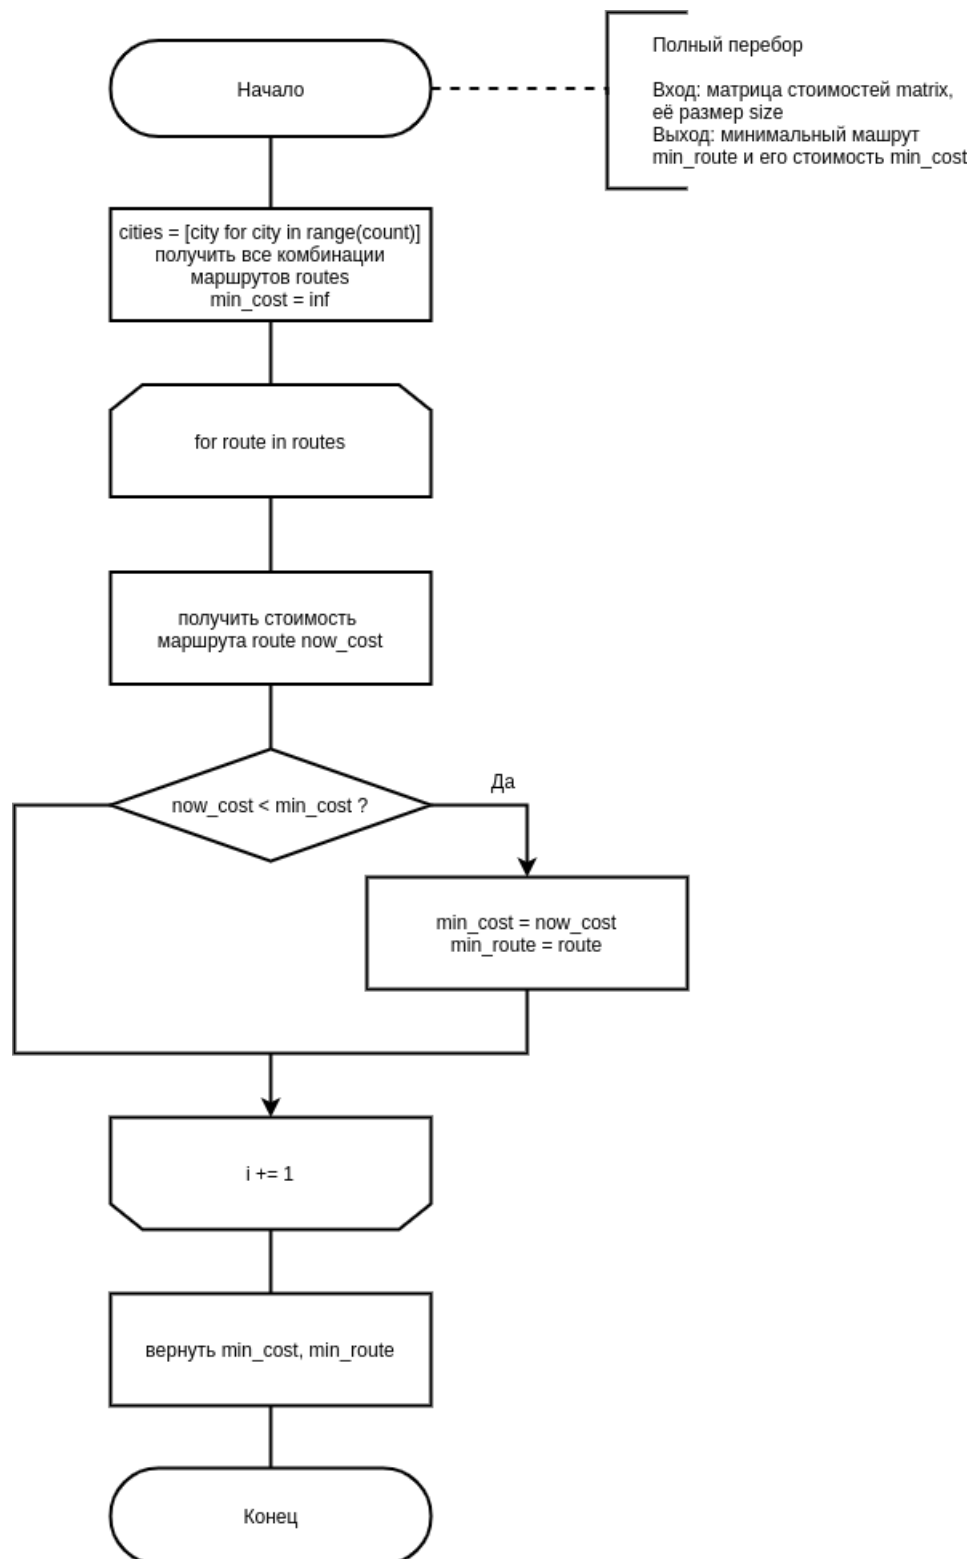 Начало
Полный перебор
Вход: матрица стоимостей matrix,
её размер size
Выход: минимальный машрут
min_route и его стоимость min_cost
cities = [city for city in range(count)]
получить все комбинации
маршрутов routes
min_cost = inf
for route in routes
получить стоимость
маршрута route now_cost
now_cost < min_cost ?
Да
min_cost = now_cost
min_route = route
i += 1
вернуть min_cost, min_route
Конец